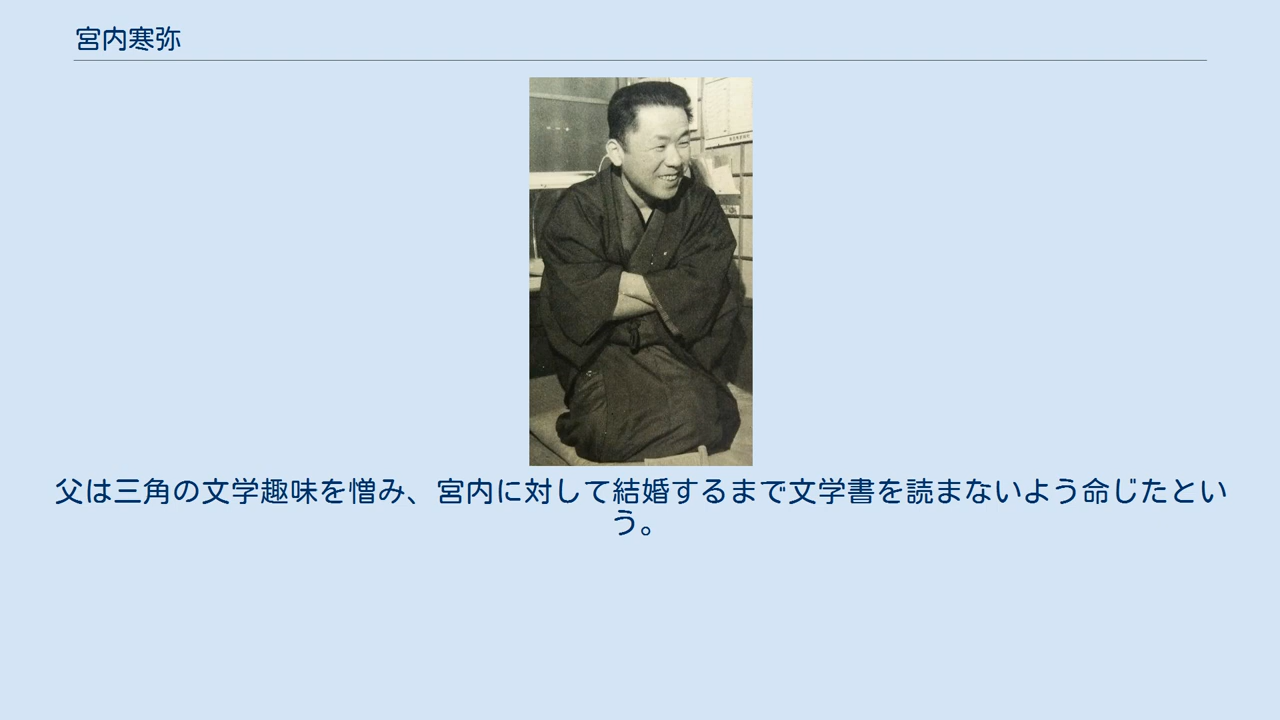 宮内寒弥
父は三角の文学趣味を憎み、宮内に対して結婚するまで文学書を読まないよう命じたとい
う。